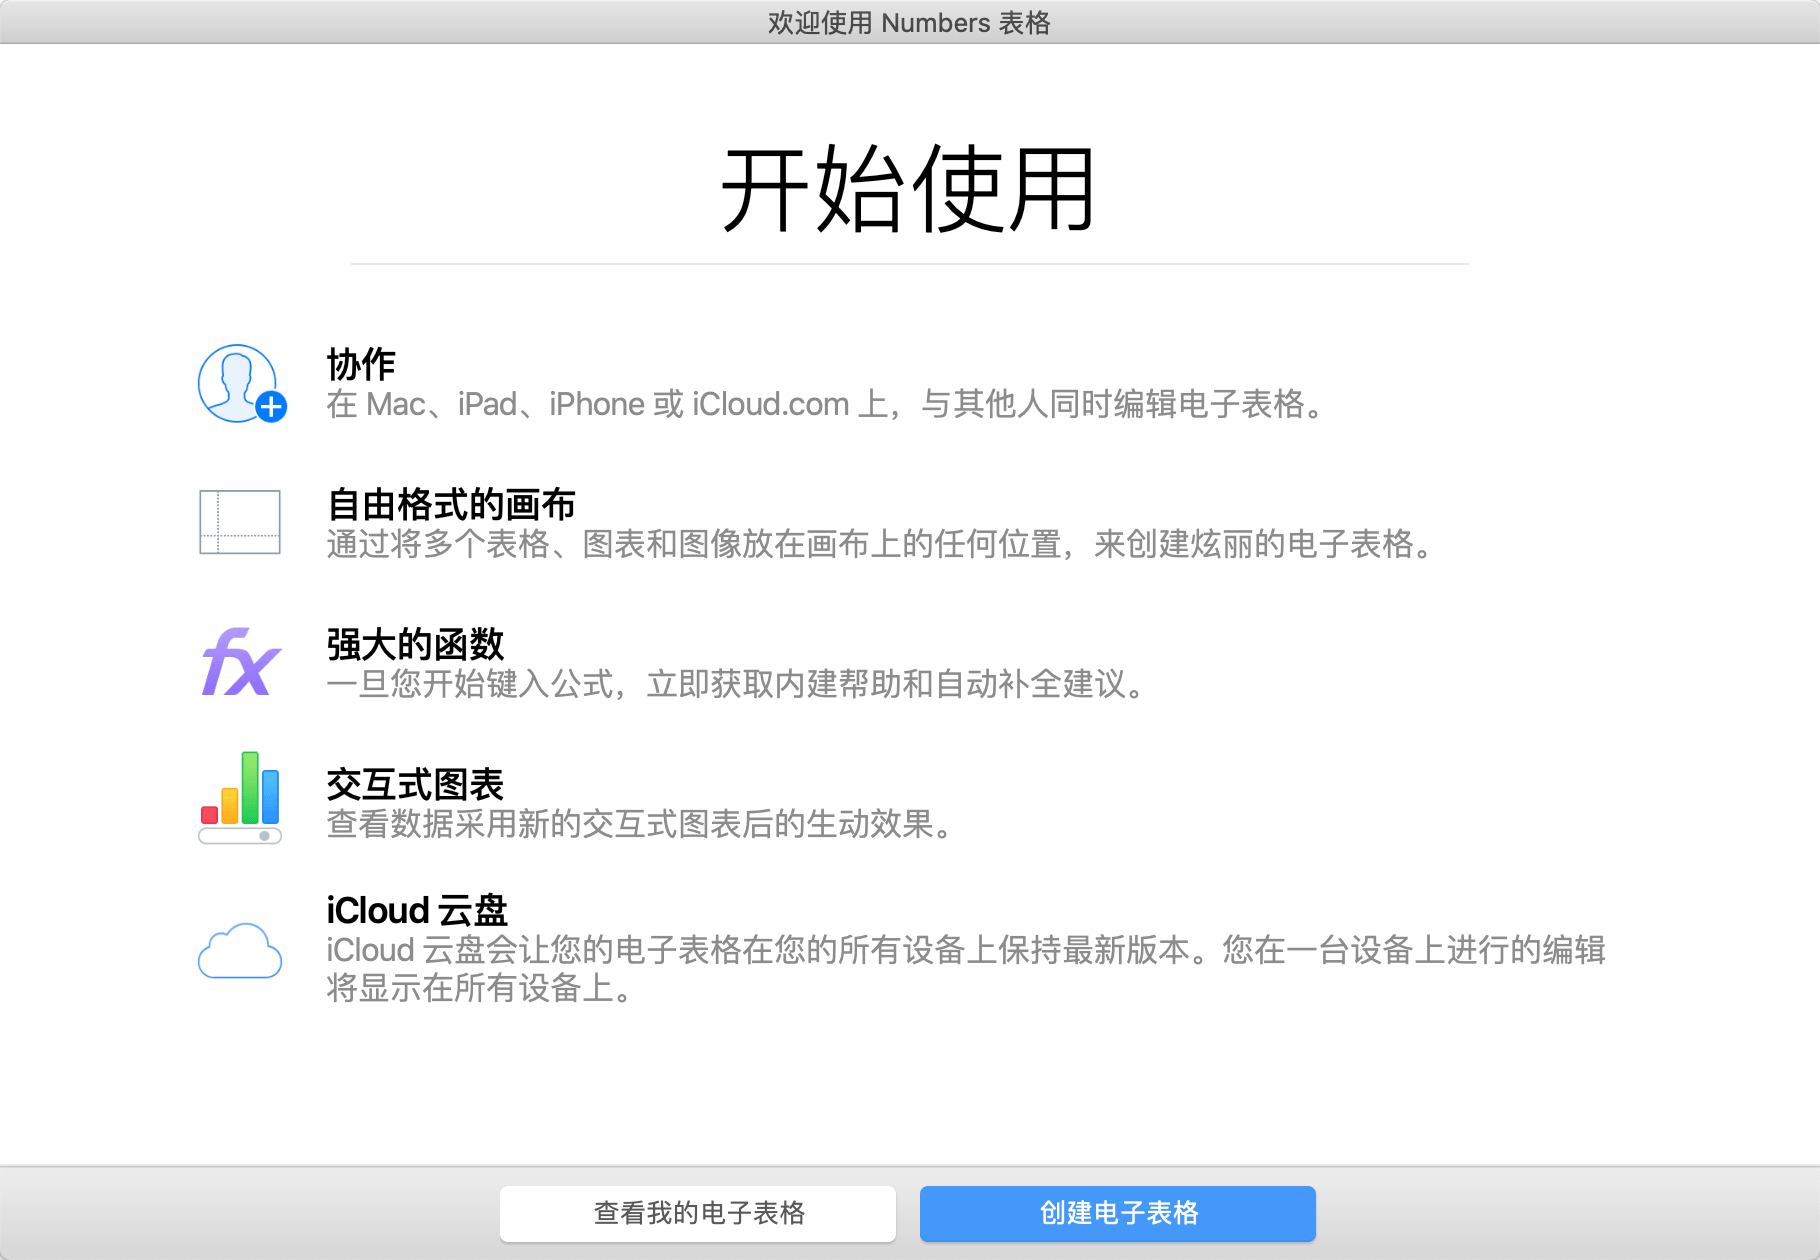 欢迎使用 Numbers 表格
开始使用
协作
在 Mac、iPad、iPhone 或 iCloud.com 上，与其他人同时编辑电子表格。
自由格式的画布
通过将多个表格、图表和图像放在画布上的任何位置，来创建炫丽的电子表格。
fx
强大的函数
一旦您开始键入公式，立即获取内建帮助和自动补全建议。
交互式图表
查看数据采用新的交互式图表后的生动效果。
iCloud 云盘
iCloud 云盘会让您的电子表格在您的所有设备上保持最新版本。您在一台设备上进行的编辑
将显示在所有设备上。
查看我的电子表格
创建电子表格